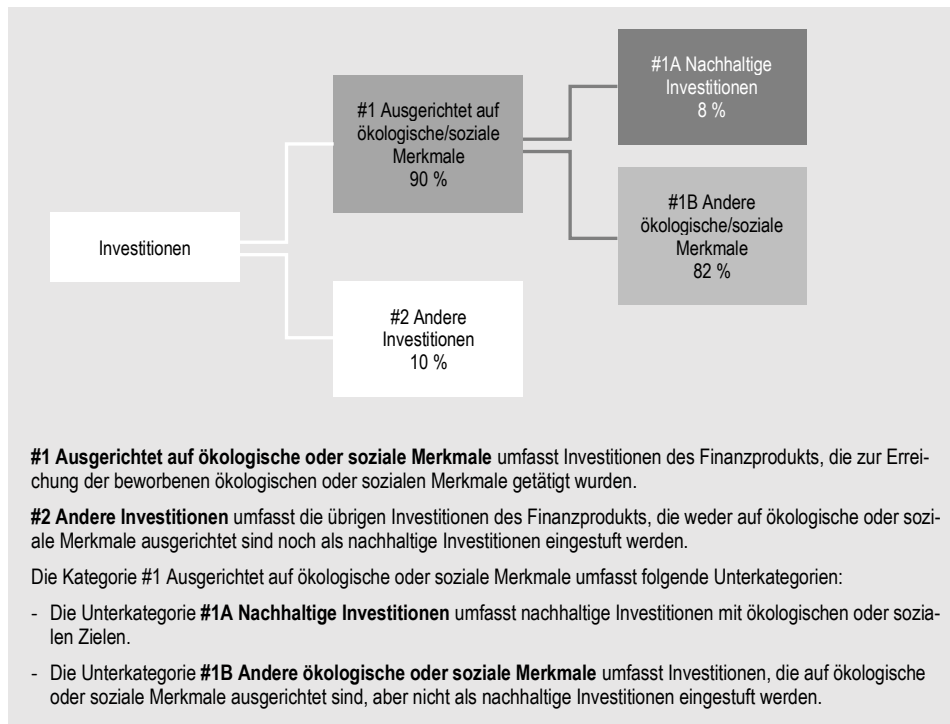 #1A Nachhaltige
Investitionen
8 %
#1 Ausgerichtet auf
ökologische/soziale
Merkmale
90 %
#1B Andere
ökologische/soziale
Merkmale
82 %
Investitionen
#2 Andere
Investitionen
10 %
#1 Ausgerichtet auf ökologische oder soziale Merkmale umfasst Investitionen des Finanzprodukts, die zur Errei-
chung der beworbenen ökologischen oder sozialen Merkmale getätigt wurden.
#2 Andere Investitionen umfasst die übrigen Investitionen des Finanzprodukts, die weder auf ökologische oder sozi-
ale Merkmale ausgerichtet sind noch als nachhaltige Investitionen eingestuft werden.
Die Kategorie #1 Ausgerichtet auf ökologische oder soziale Merkmale umfasst folgende Unterkategorien:
- Die Unterkategorie #1A Nachhaltige Investitionen umfasst nachhaltige Investitionen mit ökologischen oder sozia-
len Zielen.
- Die Unterkategorie #1B Andere ökologische oder soziale Merkmale umfasst Investitionen, die auf ökologische
oder soziale Merkmale ausgerichtet sind, aber nicht als nachhaltige Investitionen eingestuft werden.